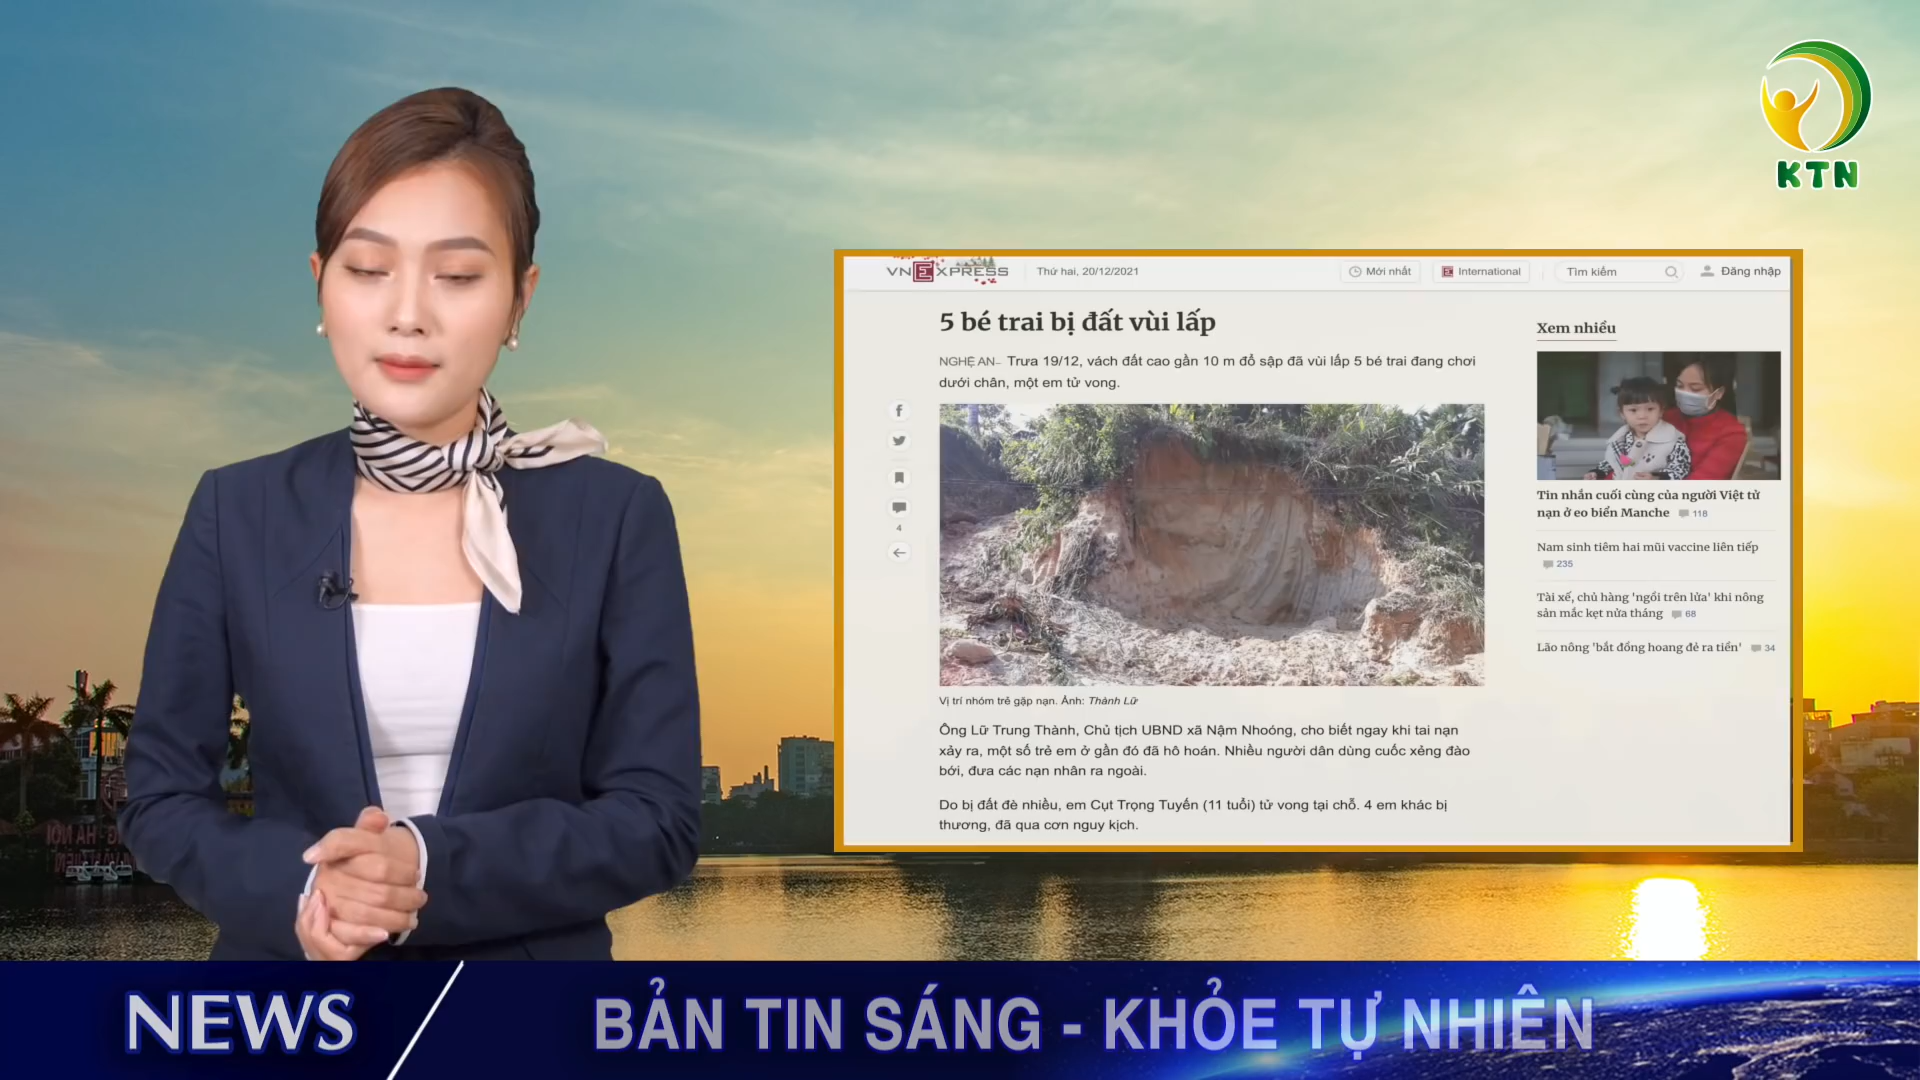 KTN
VNEXPRESS
Thứ hai, 20/12/2021
Mới nhất
International
Tìm kiếm
Đăng nhập
5 bé trai bị đất vùi lấp
NGHỆ AN– Trưa 19/12, vách đất cao gần 10 m đổ sập đã vùi lấp 5 bé trai đang chơi
dưới chân, một em tử vong.
4
Vị trí nhóm trẻ gặp nạn. Ảnh: Thành Lữ
Ông Lữ Trung Thành, Chủ tịch UBND xã Nậm Nhoóng, cho biết ngay khi tai nạn
xảy ra, một số trẻ em ở gần đó đã hô hoán. Nhiều người dân dùng cuốc xẻng đào
bới, đưa các nạn nhân ra ngoài.
Do bị đất đè nhiều, em Cụt Trọng Tuyến (11 tuổi) tử vong tại chỗ. 4 em khác bị
thương, đã qua cơn nguy kịch.
Xem nhiều
Tin nhắn cuối cùng của người Việt tử
nạn ở eo biển Manche 118
Nam sinh tiêm hai mũi vaccine liên tiếp
235
Tài xế, chủ hàng 'ngồi trên lửa' khi nông
sản mắc kẹt nửa tháng 68
Lão nông 'bắt đồng hoang đẻ ra tiền' 34
NEWS
BẢN TIN SÁNG - KHỎE TỰ NHIÊN